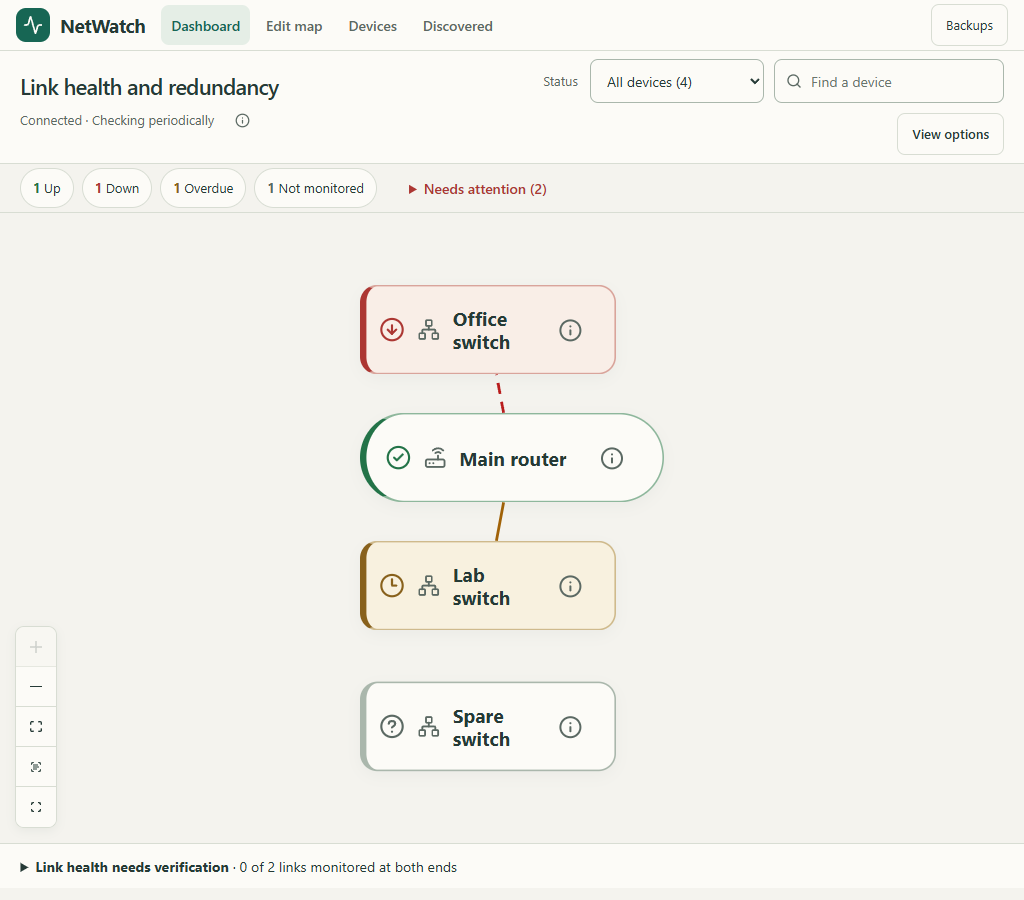 NetWatch
Dashboard
Edit map
Devices
Discovered
Backups
Link health and redundancy
Status
All devices (4)
Find a device
Connected · Checking periodically
View options
1 Up
1 Down
1 Overdue
1 Not monitored
Needs attention (2)
Office
switch
Main router
Lab
switch
Spare
switch
Link health needs verification · 0 of 2 links monitored at both ends